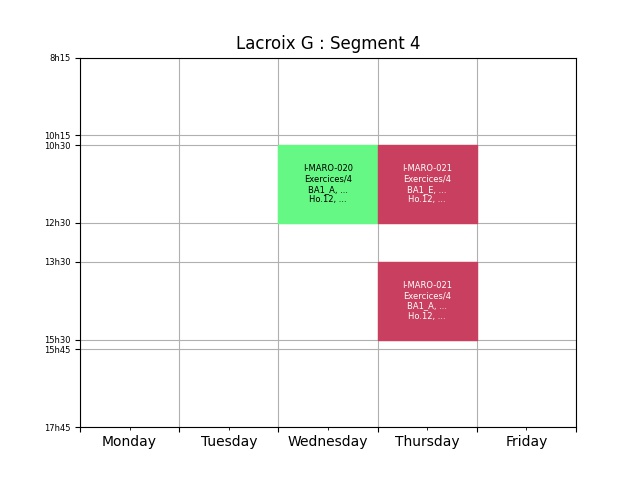 Lacroix G : Segment 4
8h15
10h15
10h30
I-MARO-020
Exercices/4
BA1_A, ...
Ho.12, ...
I-MARO-021
Exercices/4
BA1_E, ...
Ho.12, ...
12h30
13h30
I-MARO-021
Exercices/4
BA1_A, ...
Ho.12, ...
15h30
15h45
17h45
Monday Tuesday Wednesday Thursday Friday